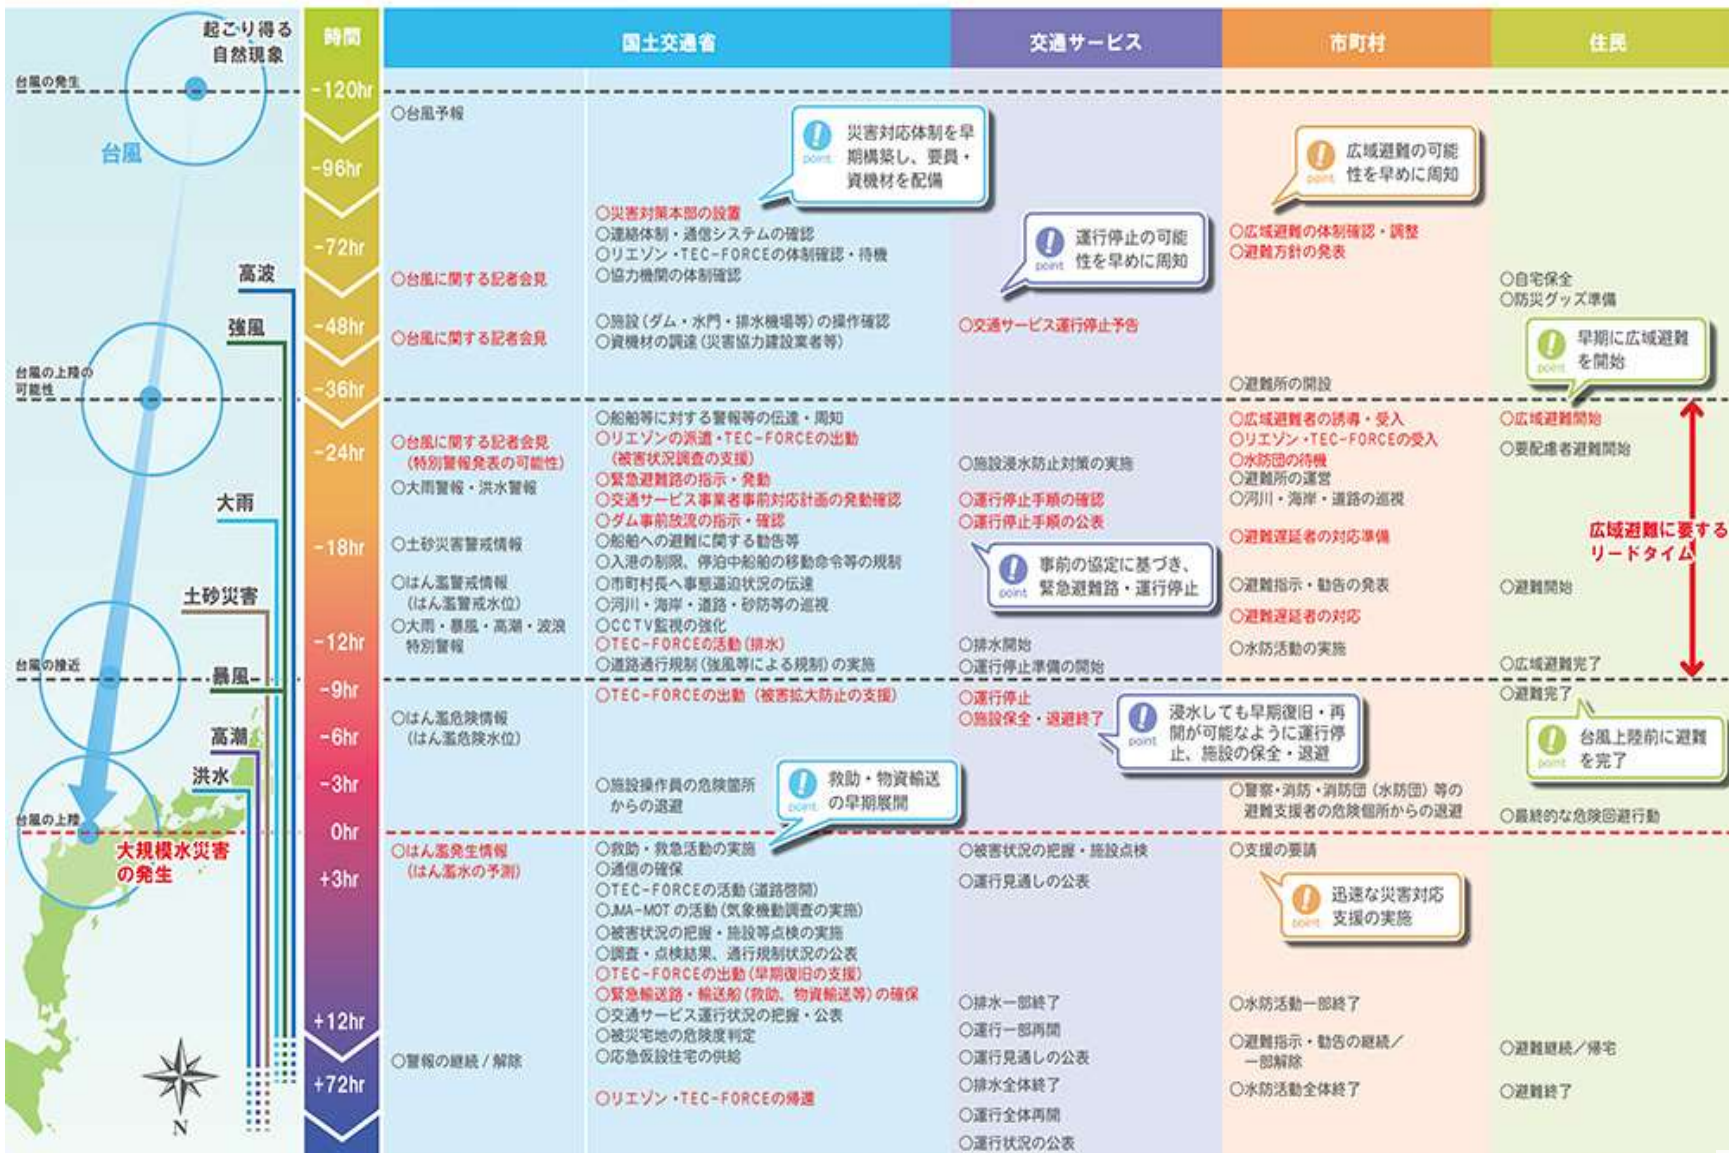 起こり得る
自然現象
時間
国土交通省
交通サービス
市町村
住民
台風の発生
台風
高波
強風
台風の上陸の
可能性
大雨
土砂災害
台風の接近
暴風
高潮
洪水
台風の上陸
大規模水災害
の発生
N
-120hr
-96hr
-72hr
-48hr
-36hr
-24hr
-18hr
-12hr
-9hr
-6hr
-3hr
0hr
+3hr
+12hr
+72hr
○台風予報
○台風に関する記者会見
○台風に関する記者会見
○台風に関する記者会見
(特別警報発表の可能性)
○大雨警報・洪水警報
○土砂災害警戒情報
○はん濫警戒情報
(はん濫警戒水位)
○大雨・暴風・高潮・波浪
特別警報
○はん濫危険情報
(はん濫危険水位)
○はん濫発生情報
(はん濫水の予測)
○警報の継続/解除
! point
災害対応体制を早
期構築し、要員・
資機材を配備
○災害対策本部の設置
○連絡体制・通信システムの確認
○リエゾン・TEC-FORCEの体制確認・待機
○協力機関の体制確認
○施設(ダム・水門・排水機場等)の操作確認
○資機材の調達(災害協力建設業者等)
○船舶等に対する警報等の伝達・周知
○リエゾンの派遣・TEC-FORCEの出動
(被害状況調査の支援)
○緊急避難路の指示・発動
○交通サービス事業者事前対応計画の発動確認
○ダム事前放流の指示・確認
○船舶への避難に関する勧告等
○入港の制限、停泊中船舶の移動命令等の規制
○市町村長へ事態逼迫状況の伝達
○河川・海岸・道路・砂防等の巡視
○CCTV監視の強化
○TEC-FORCEの活動(排水)
○道路通行規制(強風等による規制)の実施
○TEC-FORCEの出動 (被害拡大防止の支援)
○施設操作員の危険箇所
からの退避
! point
救助・物資輸送
の早期展開
○救助・救急活動の実施
○通信の確保
○TEC-FORCEの活動(道路啓開)
○JMA-MOT の活動(気象機動調査の実施)
○被害状況の把握・施設等点検の実施
○調査・点検結果、通行規制状況の公表
○TEC-FORCEの出動(早期復旧の支援)
○緊急輸送路・輸送船(救助、物資輸送等)の確保
○交通サービス運行状況の把握・公表
○被災宅地の危険度判定
○応急仮設住宅の供給
○リエゾン・TEC-FORCEの帰還
! point
運行停止の可能
性を早めに周知
○交通サービス運行停止予告
○施設浸水防止対策の実施
○運行停止手順の確認
○運行停止手順の公表
! point
事前の協定に基づき、
緊急避難路・運行停止
○排水開始
○運行停止準備の開始
○運行停止
○施設保全・退避終了
! point
浸水しても早期復旧・再
開が可能なように運行停
止、施設の保全・退避
○被害状況の把握・施設点検
○運行見通しの公表
○排水一部終了
○運行一部再開
○運行見通しの公表
○排水全体終了
○運行全体再開
○運行状況の公表
! point
広域避難の可能
性を早めに周知
○広域避難の体制確認・調整
○避難方針の発表
○避難所の開設
○広域避難者の誘導・受入
○リエゾン・TEC-FORCEの受入
○水防団の待機
○避難所の運営
○河川・海岸・道路の巡視
○避難遅延者の対応準備
○避難指示・勧告の発表
○避難遅延者の対応
○水防活動の実施
○警察・消防・消防団(水防団)等の
避難支援者の危険個所からの退避
○支援の要請
! point
迅速な災害対応
支援の実施
○水防活動一部終了
○避難指示・勧告の継続/
一部解除
○水防活動全体終了
○自宅保全
○防災グッズ準備
! point
早期に広域避難
を開始
○広域避難開始
○要配慮者避難開始
広域避難に要する
リードタイム
○避難開始
○広域避難完了
○避難完了
! point
台風上陸前に避難
を完了
○最終的な危険回避行動
○避難継続/帰宅
○避難終了